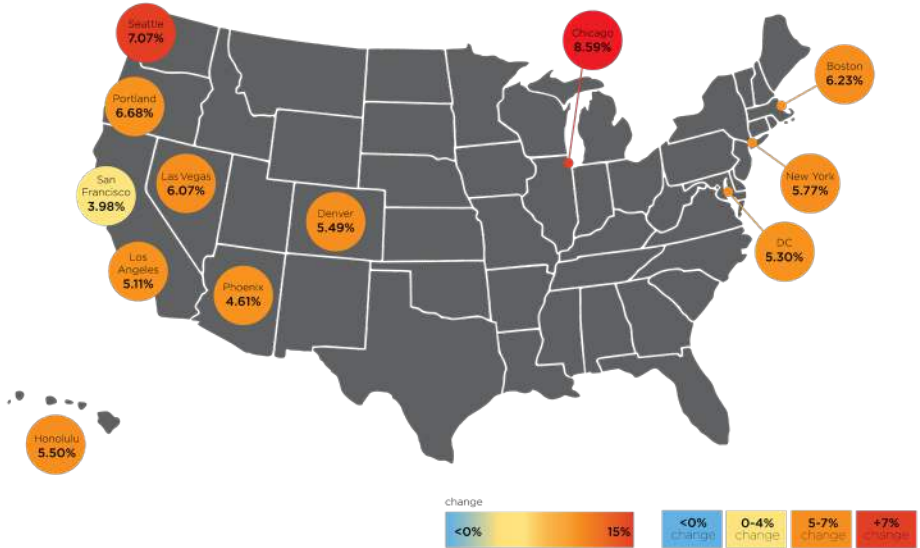 Seattle
7.07%
Chicago
8.59%
Boston
6.23%
Portland
6.68%
San
Francisco
3.98%
Las Vegas
6.07%
New York
5.77%
Denver
5.49%
DC
5.30%
Los
Angeles
5.11%
Phoenix
4.61%
Honolulu
5.50%
change
<0%
15%
<0%
change
0-4%
change
5-7%
change
+7%
change